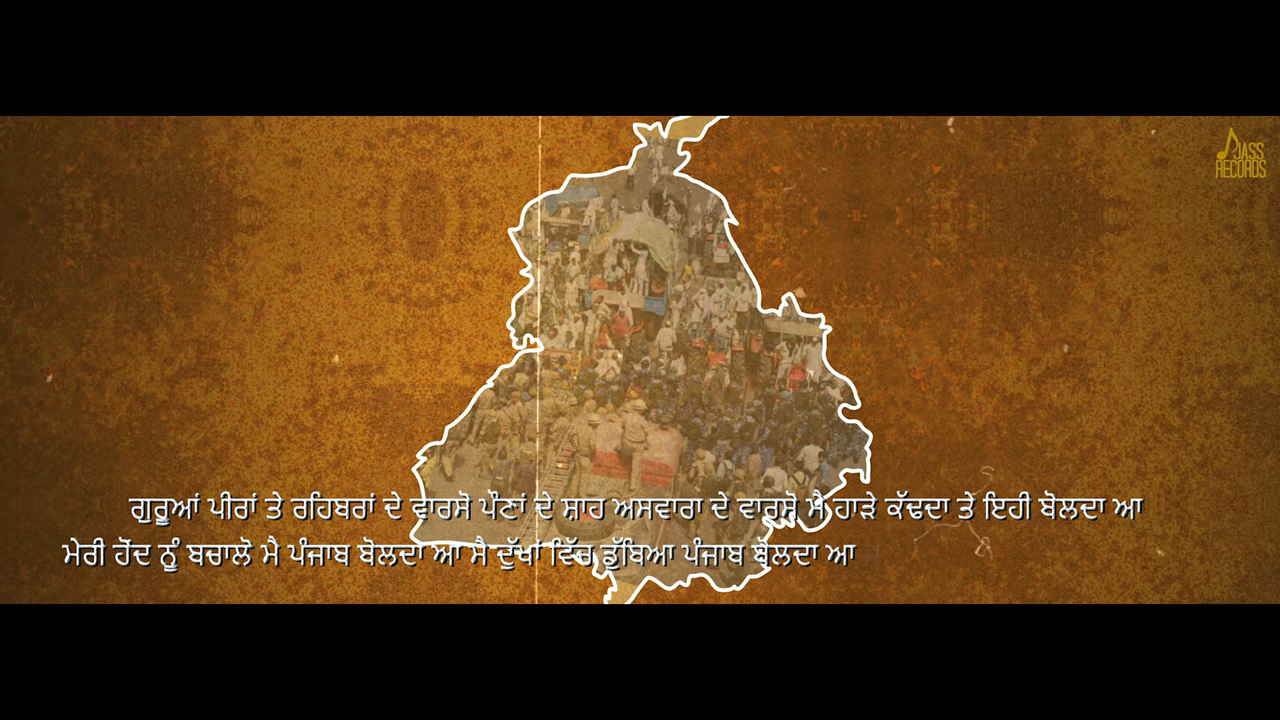 JASS
RECORDS
ਗੁਰੂਆਂ ਪੀਰਾਂ ਤੇ ਰਹਿਬਰਾਂ ਦੇ ਵਾਰਸੋ ਪੌਣਾਂ ਦੇ ਸ਼ਾਹ ਅਸਵਾਰਾ ਦੇ ਵਾਰਸੋ ਮੈ ਹਾੜੇ ਕੱਢਦਾ ਤੇ ਇਹੀ ਬੋਲਦਾ ਆ
ਮੇਰੀ ਹੋਂਦ ਨੂੰ ਬਚਾਲੋ ਮੈ ਪੰਜਾਬ ਬੋਲਦਾ ਆ ਮੈ ਦੁੱਖਾਂ ਵਿੱਚ ਡੁੱਬਿਆ ਪੰਜਾਬ ਬੋਲਦਾ ਆ